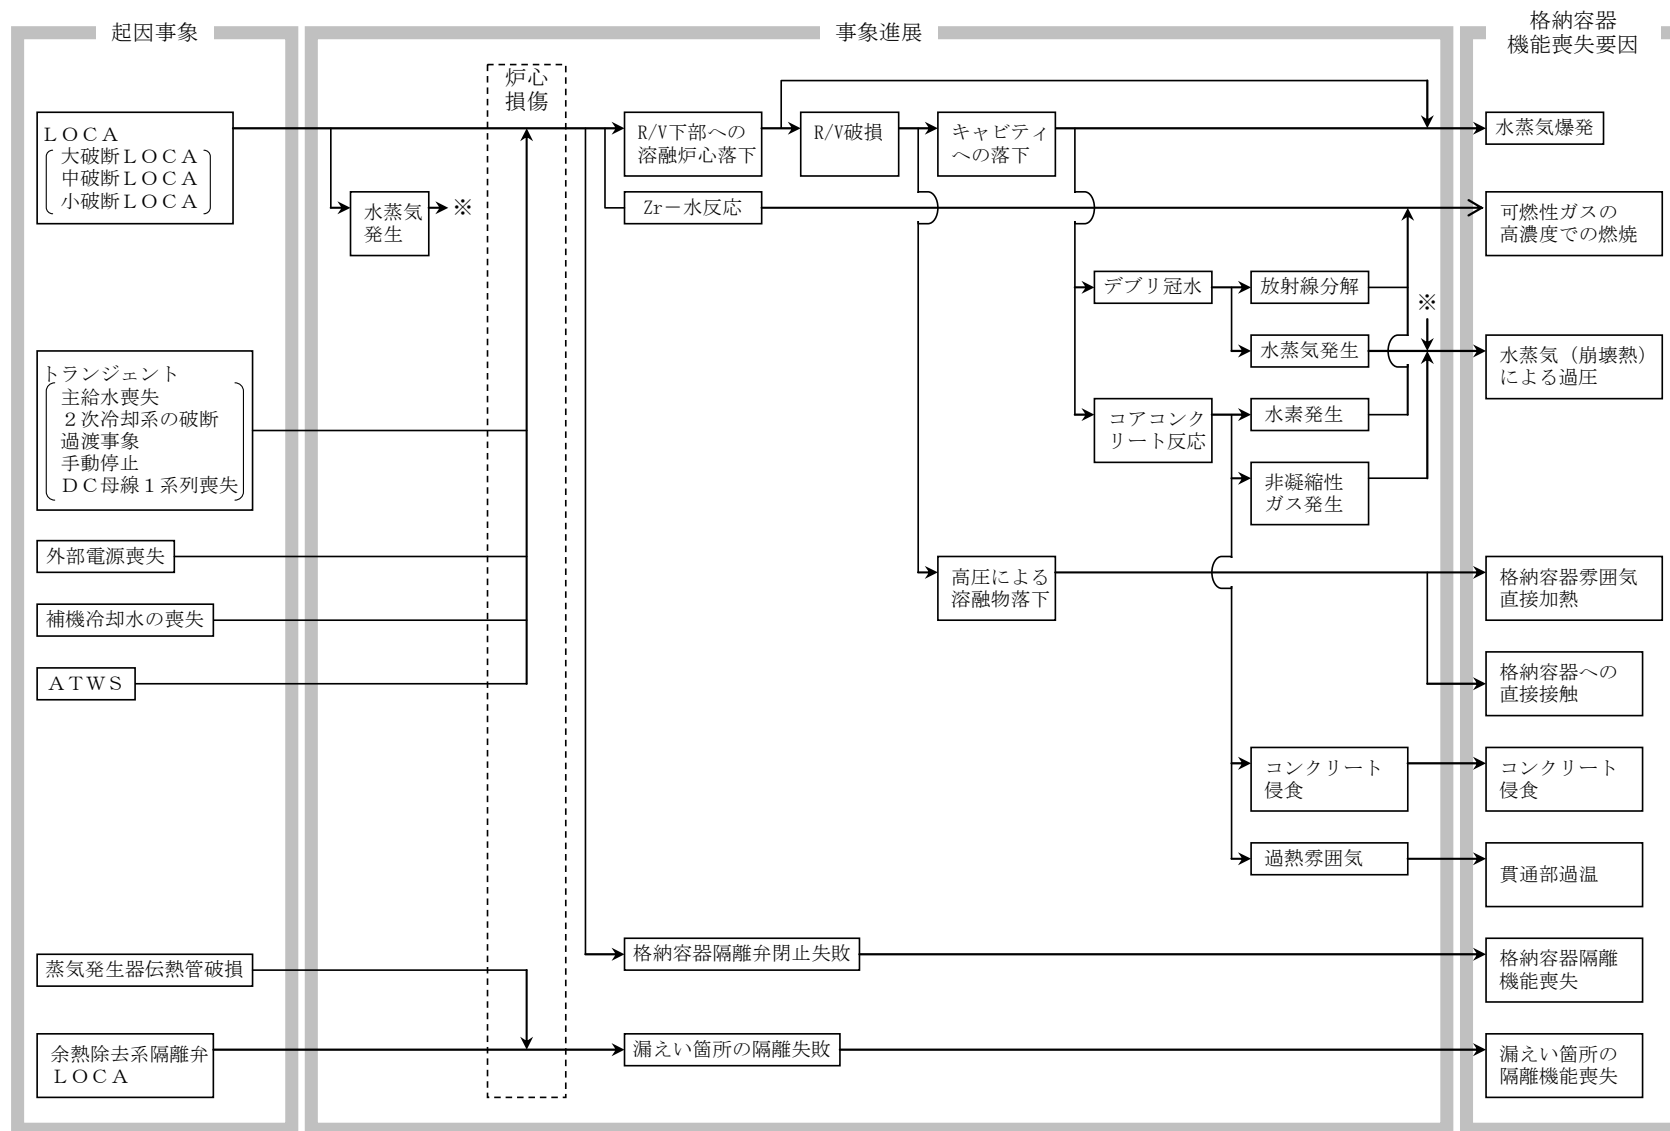 起因事象
事象進展
格納容器
機能喪失要因
炉心
損傷
ＬＯＣＡ
大破断ＬＯＣＡ
中破断ＬＯＣＡ
小破断ＬＯＣＡ
水蒸気
発生
※
R/V下部への
溶融炉心落下
R/V破損
キャビティ
への落下
水蒸気爆発
Zr－水反応
可燃性ガスの
高濃度での燃焼
デブリ冠水
放射線分解
※
水蒸気発生
水蒸気（崩壊熱）
による過圧
トランジェント
主給水喪失
２次冷却系の破断
過渡事象
手動停止
ＤＣ母線１系列喪失
コアコンク
リート反応
水素発生
非凝縮性
ガス発生
外部電源喪失
高圧による
溶融物落下
格納容器雰囲気
直接加熱
補機冷却水の喪失
ＡＴＷＳ
格納容器への
直接接触
コンクリート
侵食
コンクリート
侵食
過熱雰囲気
貫通部過温
蒸気発生器伝熱管破損
格納容器隔離弁閉止失敗
格納容器隔離
機能喪失
余熱除去系隔離弁
ＬＯＣＡ
漏えい箇所の隔離失敗
漏えい箇所の
隔離機能喪失